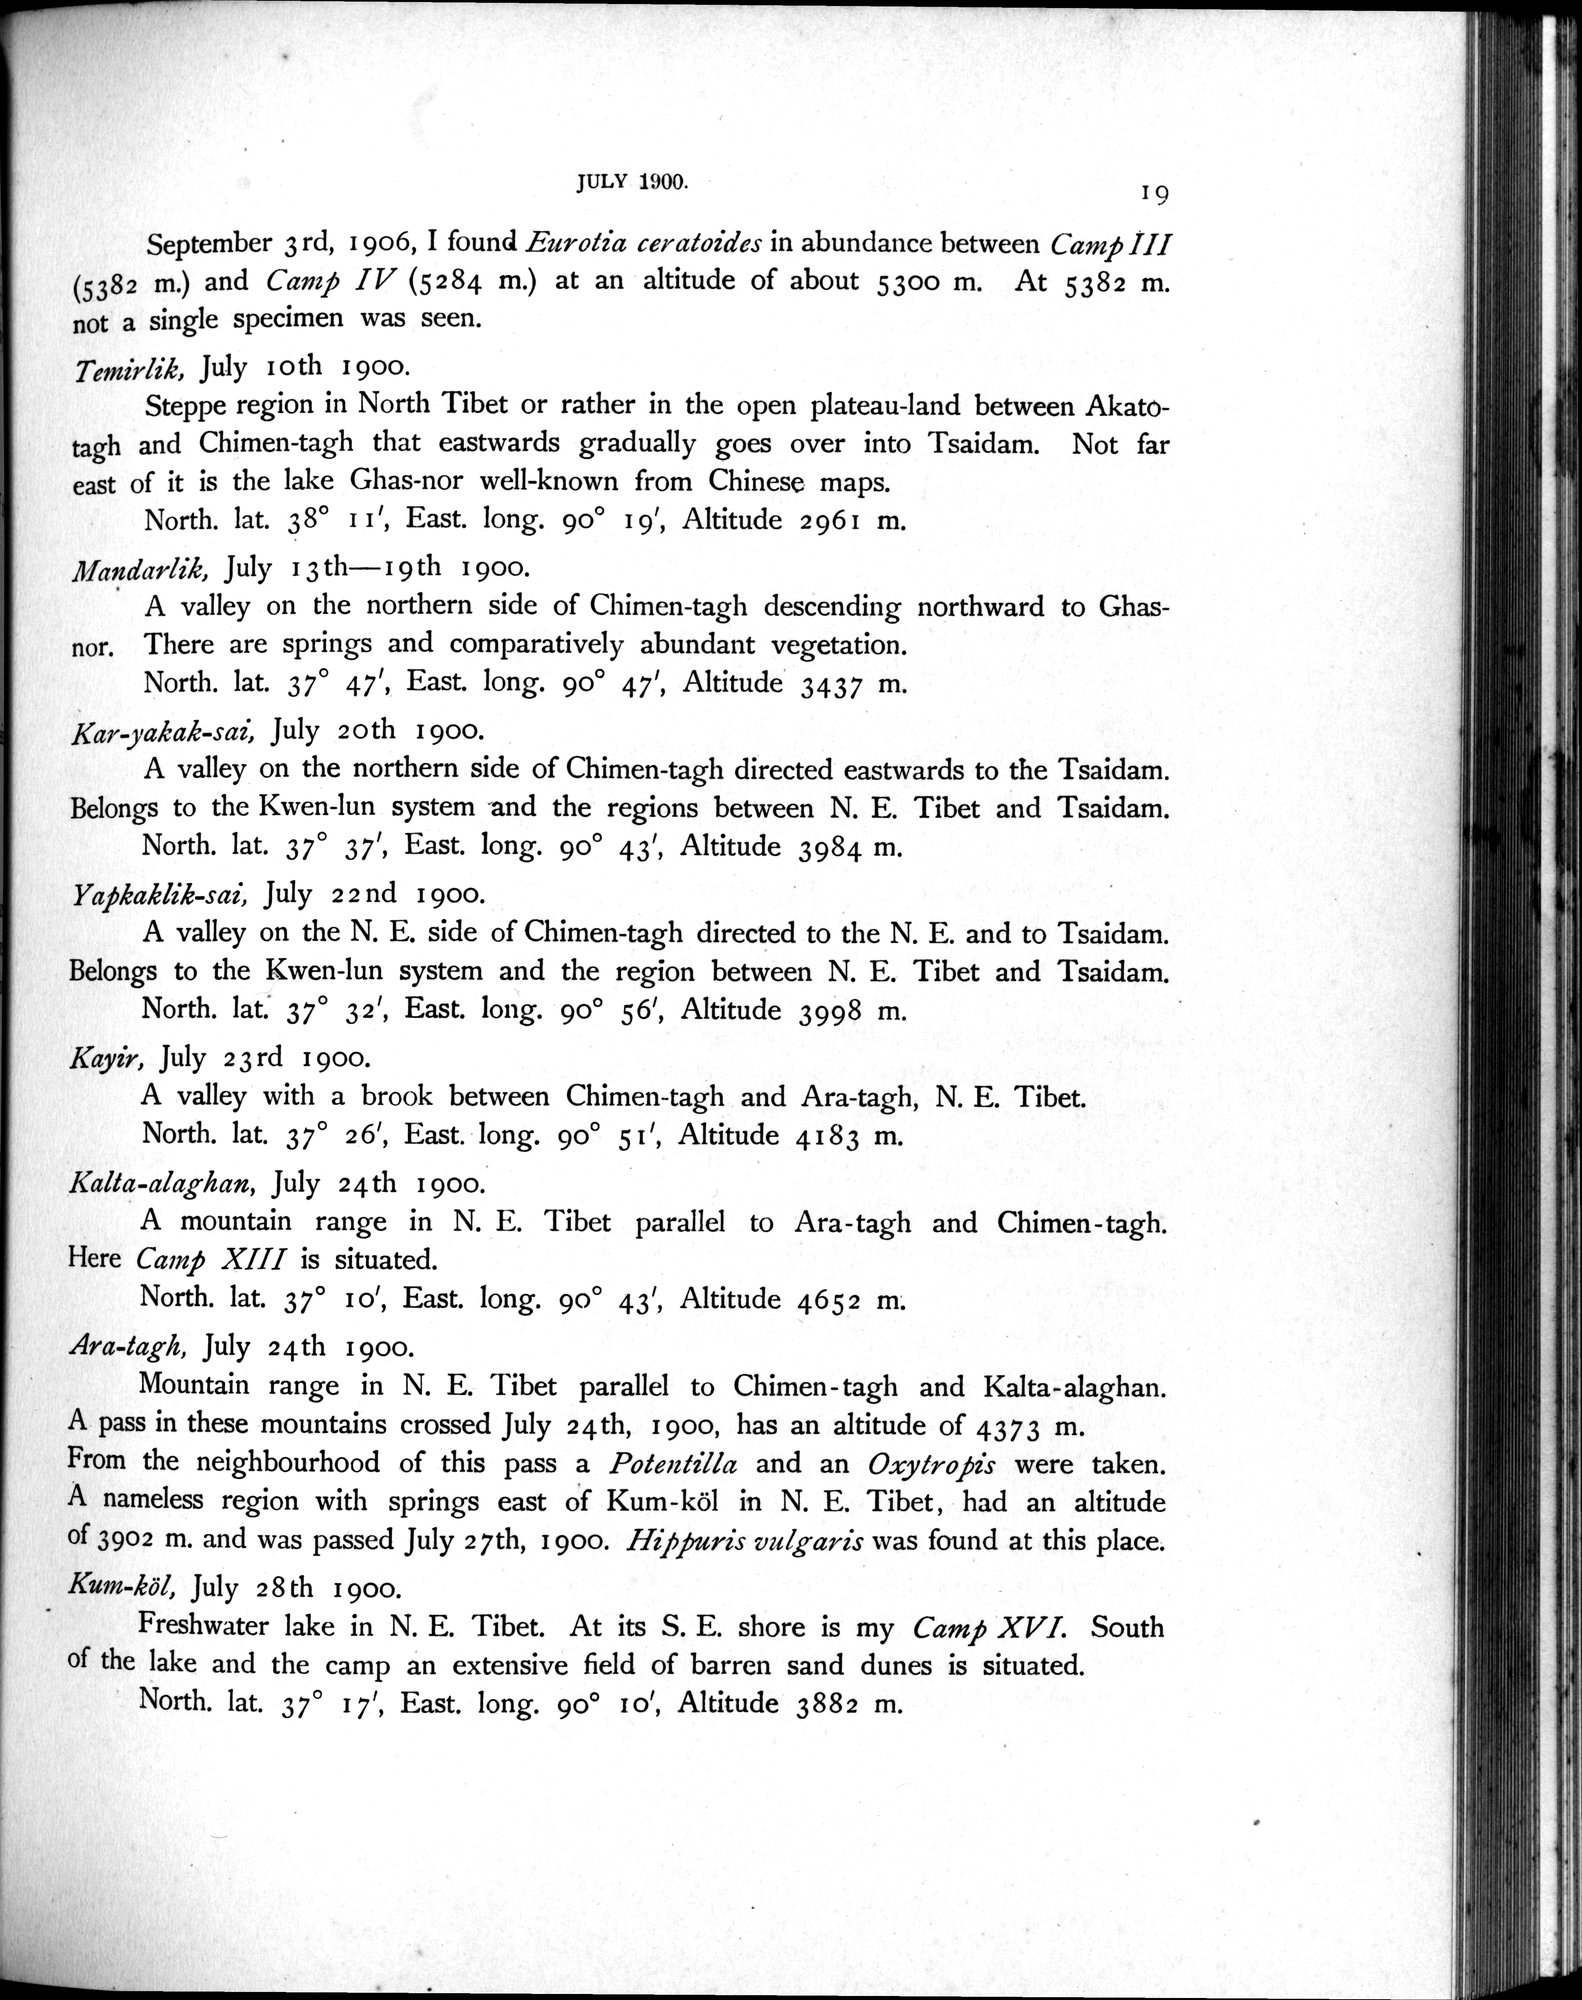 JULY 1900.
19
September 3rd, 1906, I found Eurotia ceratoides in abundance between Camp III
(5382 m.) and Camp IV (5284 m.) at an altitude of about 5300 m. At 5382 m.
not a single specimen was seen.
Temirlik, July 10th 1900.
Steppe region in North Tibet or rather in the open plateau-land between Akato-
tagh and Chimen-tagh that eastwards gradually goes over into Tsaidam. Not far
east of it is the lake Ghas-nor well-known from Chinese maps.
North. lat. 38° 11′, East. long. 90° 19′, Altitude 2961 m.
Mandarlik, July 13th—19th 1900.
A valley on the northern side of Chimen-tagh descending northward to Ghas-
nor. There are springs and comparatively abundant vegetation.
North. lat. 37° 47′, East. long. 90° 47′, Altitude 3437 m.
Kar-yakak-sai, July 20th 1900.
A valley on the northern side of Chimen-tagh directed eastwards to the Tsaidam.
Belongs to the Kwen-lun system and the regions between N. E. Tibet and Tsaidam.
North. lat. 37° 37′, East. long. 90° 43′, Altitude 3984 m.
Yapkaklik-sai, July 22nd 1900.
A valley on the N. E. side of Chimen-tagh directed to the N. E. and to Tsaidam.
Belongs to the Kwen-lun system and the region between N. E. Tibet and Tsaidam.
North. lat. 37° 32′, East. long. 90° 56′, Altitude 3998 m.
Kayir, July 23rd 1900.
A valley with a brook between Chimen-tagh and Ara-tagh, N. E. Tibet.
North. lat. 37° 26′, East. long. 90° 51′, Altitude 4183 m.
Kalta-alaghan, July 24th 1900.
A mountain range in N. E. Tibet parallel to Ara-tagh and Chimen-tagh.
Here Camp XIII is situated.
North. lat. 37° 10′, East. long. 90° 43′, Altitude 4652 m.
Ara-tagh, July 24th 1900.
Mountain range in N. E. Tibet parallel to Chimen-tagh and Kalta-alaghan.
A pass in these mountains crossed July 24th, 1900, has an altitude of 4373 m.
From the neighbourhood of this pass a Potentilla and an Oxytropis were taken.
A nameless region with springs east of Kum-köl in N. E. Tibet, had an altitude
of 3902 m. and was passed July 27th, 1900. Hippuris vulgaris was found at this place.
Kum-köl, July 28th 1900.
Freshwater lake in N. E. Tibet. At its S. E. shore is my Camp XVI. South
of the lake and the camp an extensive field of barren sand dunes is situated.
North. lat. 37° 17′, East. long. 90° 10′, Altitude 3882 m.